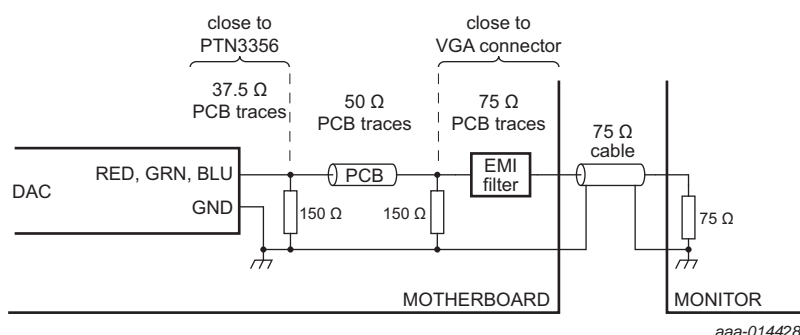 close to
PTN3356
close to
VGA connector
37.5 Ω
PCB traces
50 Ω
PCB traces
75 Ω
PCB traces
75 Ω
cable
DAC
RED, GRN, BLU
GND
PCB
EMI
filter
150 Ω
150 Ω
75 Ω
MOTHERBOARD
MONITOR
aaa-014428